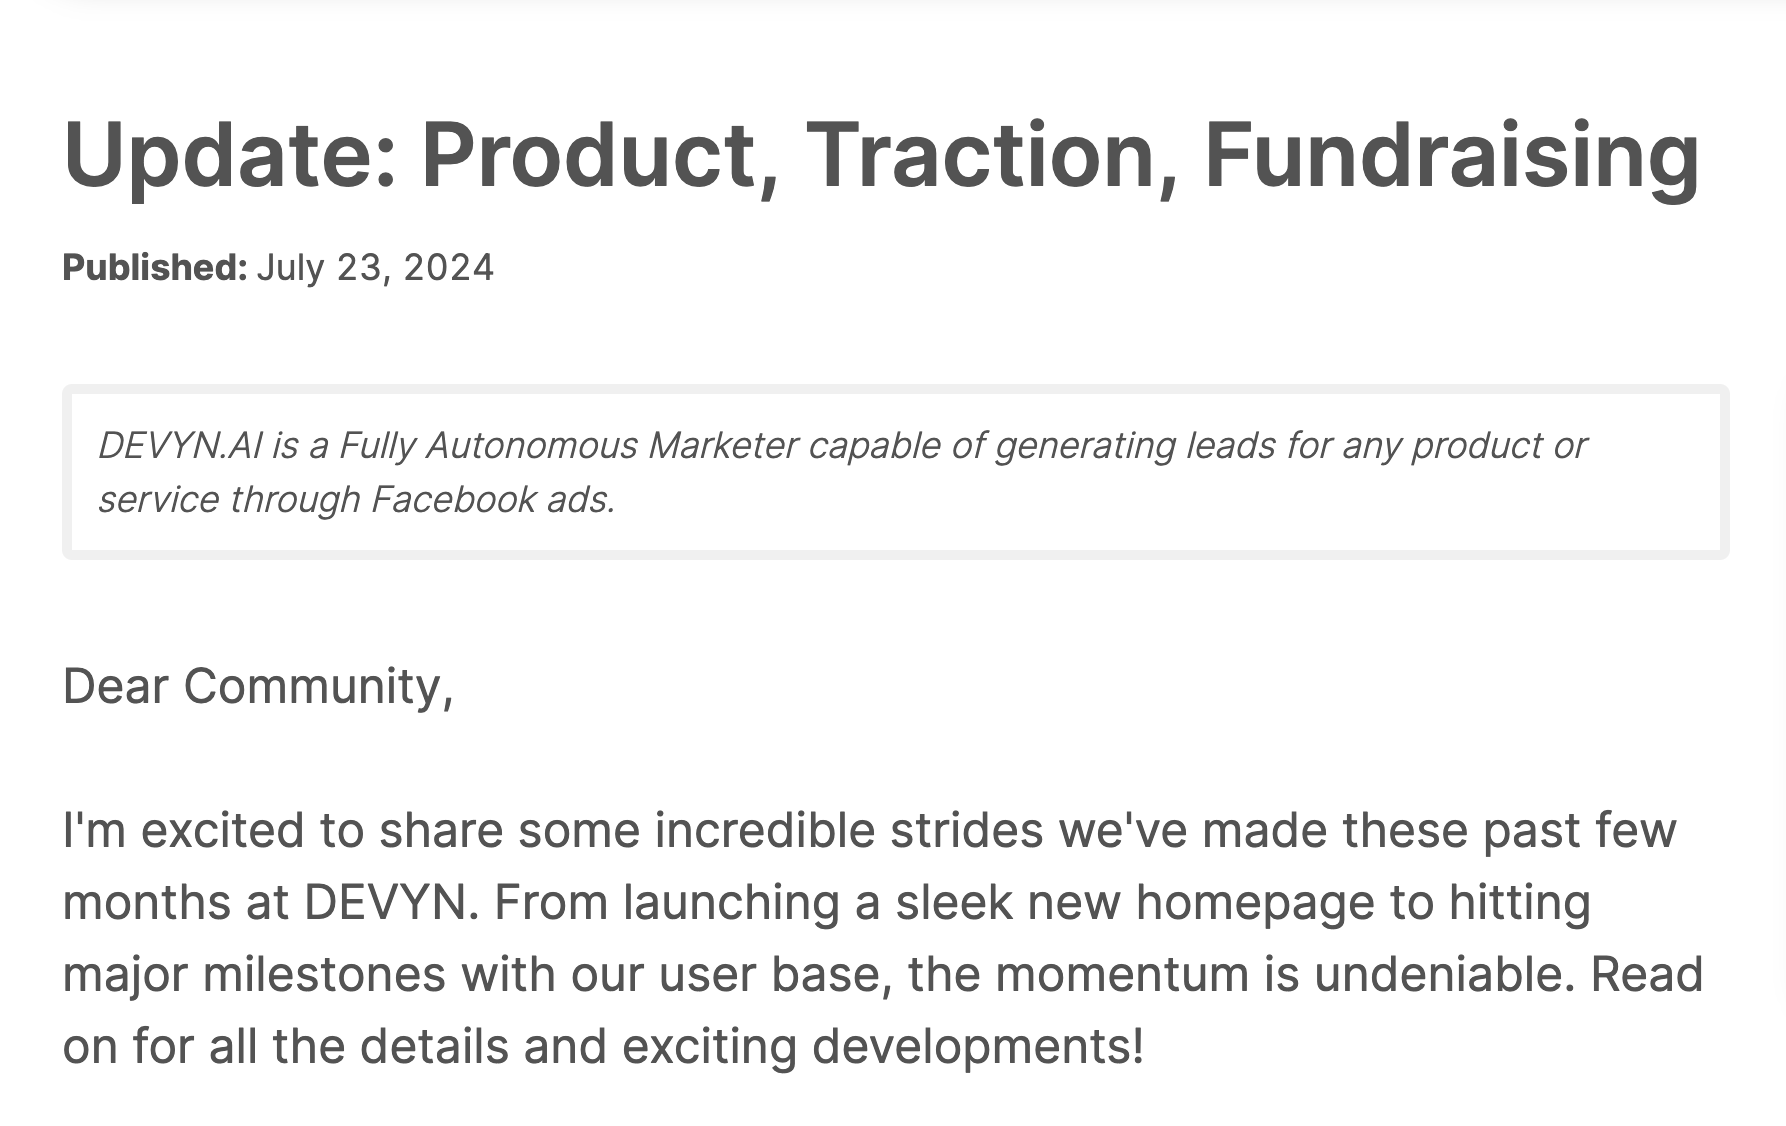 Update: Product, Traction, Fundraising
Published: July 23, 2024
DEVYN.AI is a Fully Autonomous Marketer capable of generating leads for any product or
service through Facebook ads.
Dear Community,
I'm excited to share some incredible strides we've made these past few
months at DEVYN. From launching a sleek new homepage to hitting
major milestones with our user base, the momentum is undeniable. Read
on for all the details and exciting developments!